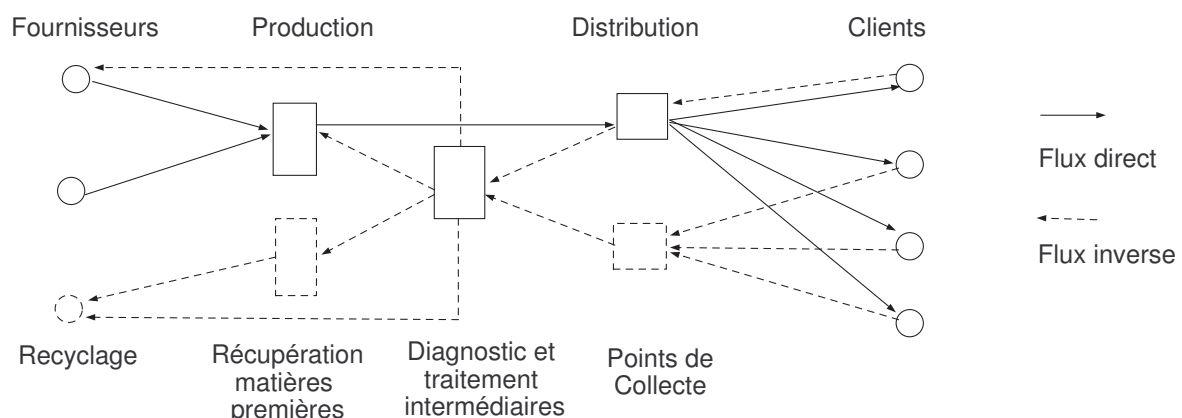 Fournisseurs
Production
Distribution
Clients
Flux direct
Flux inverse
Recyclage
Récupération
matières
premières
Diagnostic et
traitement
intermédiaires
Points de
Collecte